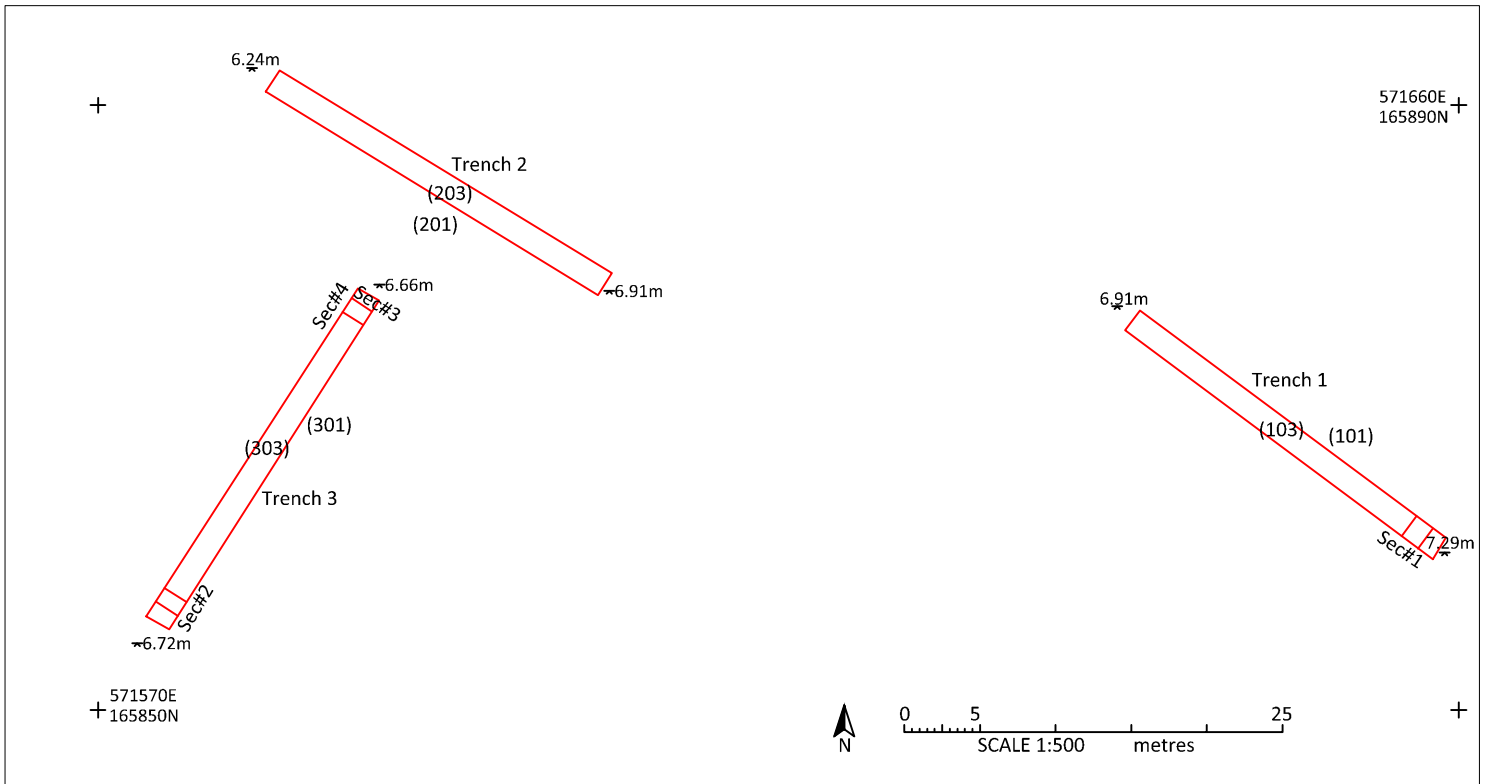 6.24m
571660E
165890N
Trench 2
(203)
(201)
6.66m
6.91m
Sec#4
Sec#3
6.91m
Trench 1
(301)
(103)
(101)
(303)
Trench 3
Sec#1
7.29m
Sec#2
6.72m
571570E
165850N
0 5 25
SCALE 1:500 metres
N